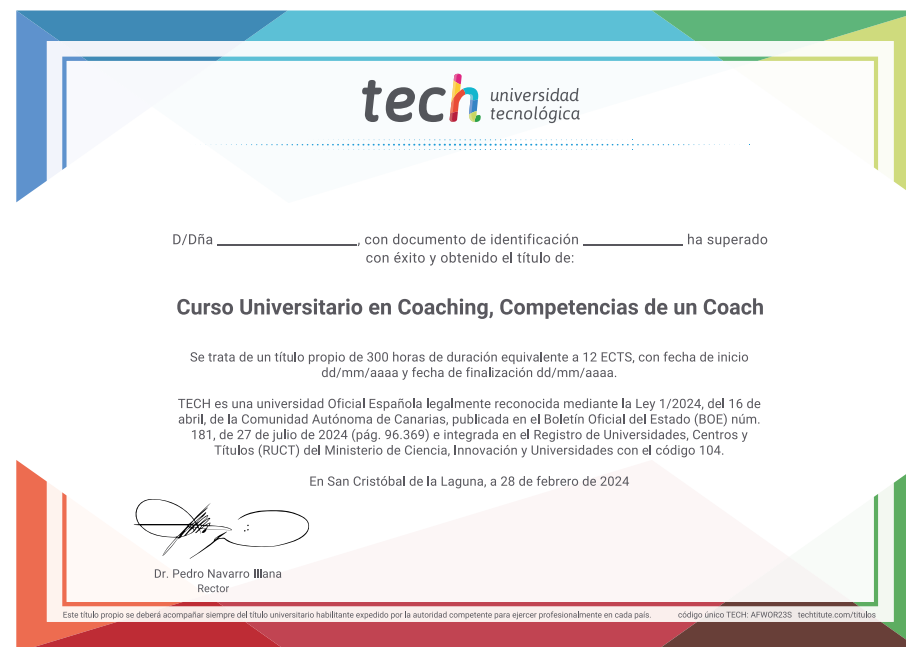 tech universidad
tecnológica
D/Dña ________________, con documento de identificación ____________ ha superado
con éxito y obtenido el título de:
Curso Universitario en Coaching, Competencias de un Coach
Se trata de un título propio de 300 horas de duración equivalente a 12 ECTS, con fecha de inicio
dd/mm/aaaa y fecha de finalización dd/mm/aaaa.
TECH es una universidad Oficial Española legalmente reconocida mediante la Ley 1/2024, del 16 de
abril, de la Comunidad Autónoma de Canarias, publicada en el Boletín Oficial del Estado (BOE) núm.
181, de 27 de julio de 2024 (pág. 96.369) e integrada en el Registro de Universidades, Centros y
Títulos (RUCT) del Ministerio de Ciencia, Innovación y Universidades con el código 104.
En San Cristóbal de la Laguna, a 28 de febrero de 2024
Dr. Pedro Navarro Illana
Rector
Este título propio se deberá acompañar siempre del título universitario habilitante expedido por la autoridad competente para ejercer profesionalmente en cada país. código único TECH: AFWOR23S techtitute.com/titulos